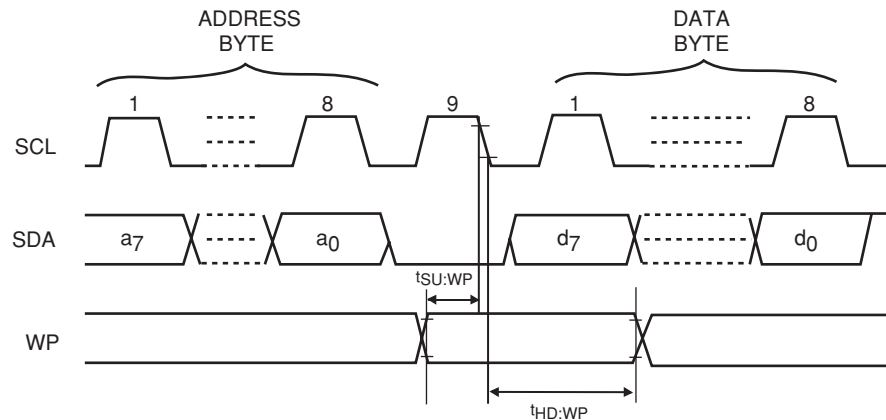 ADDRESS
BYTE
DATA
BYTE
1
8
9
1
8
SCL
SDA
a7
a0
d7
d0
tSU:WP
WP
tHD:WP